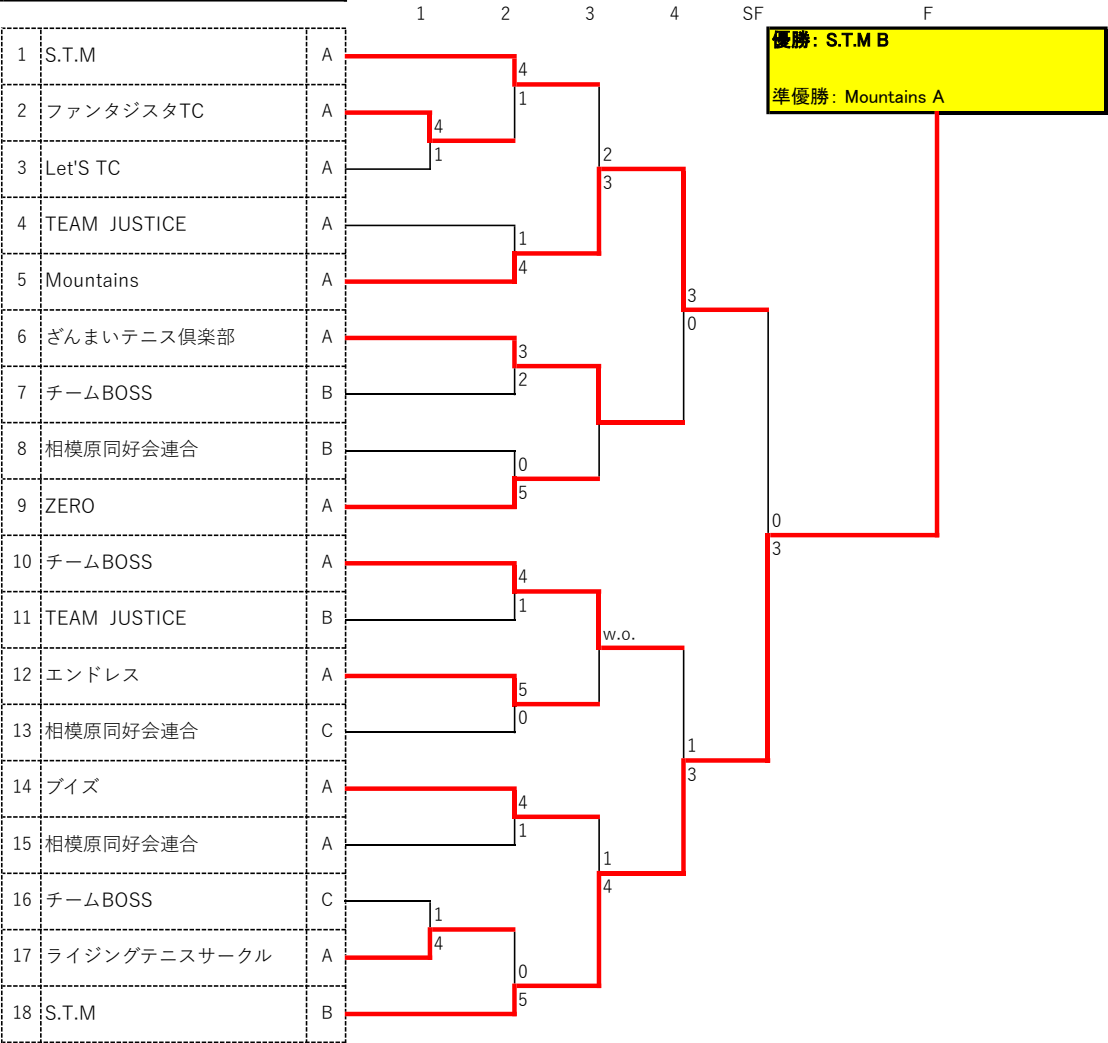 1 2 3 4 SF F
優勝: S.T.M B
準優勝: Mountains A
1 S.T.M A
2 ファンタジスタTC A
3 Let'S TC A
4 TEAM JUSTICE A
5 Mountains A
6 ざんまいテニス倶楽部 A
7 チームBOSS B
8 相模原同好会連合 B
9 ZERO A
10 チームBOSS A
11 TEAM JUSTICE B
12 エンドレス A
13 相模原同好会連合 C
14 ブイズ A
15 相模原同好会連合 A
16 チームBOSS C
17 ライジングテニスサークル A
18 S.T.M B
4
1
1
4
3
2
0
5
4
1
5
0
4
1
0
5
4
1
1
4
2
3
w.o.
1
4
3
0
1
3
0
3